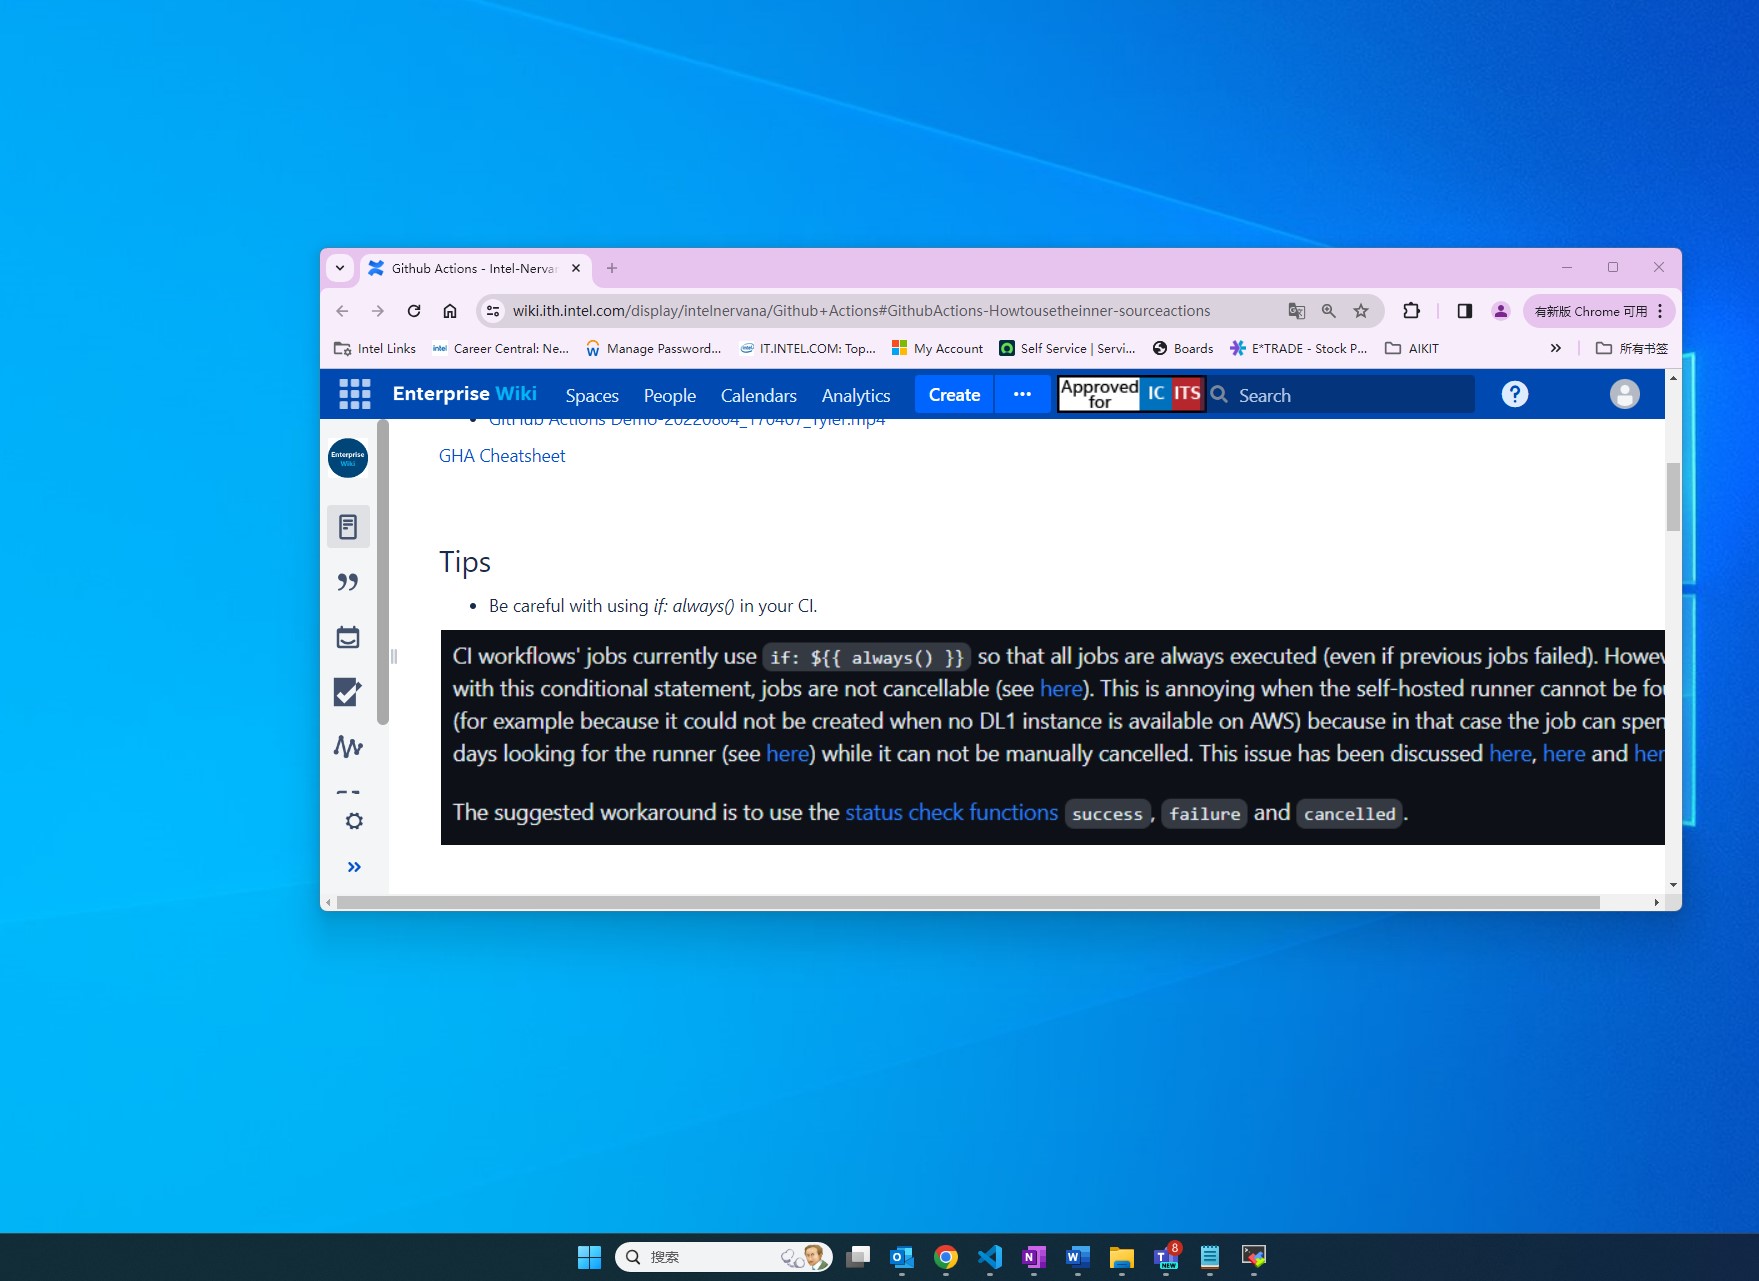 Github Actions - Intel-Nerva
wiki.ith.intel.com/display/intelnervana/Github+Actions#GithubActions-Howtousetheinner-sourceactions
有新版 Chrome 可用
Intel Links
intel Career Central: Ne...
Manage Password...
IT.INTEL.COM: Top...
My Account
Self Service | Servi...
Boards
E*TRADE - Stock P...
AIKIT
所有书签
Enterprise Wiki
Spaces
People
Calendars
Analytics
Create
Approved for IC ITS
Search
GitHub Actions Demo-20220804_170407_Tyler.mp4
Enterprise
Wiki
GHA Cheatsheet
Tips
• Be careful with using if: always() in your CI.
CI workflows' jobs currently use if: ${{ always() }} so that all jobs are always executed (even if previous jobs failed). Howev
with this conditional statement, jobs are not cancellable (see here). This is annoying when the self-hosted runner cannot be fou
(for example because it could not be created when no DL1 instance is available on AWS) because in that case the job can spen
days looking for the runner (see here) while it can not be manually cancelled. This issue has been discussed here, here and her
The suggested workaround is to use the status check functions success, failure and cancelled.
搜索
8
NEW